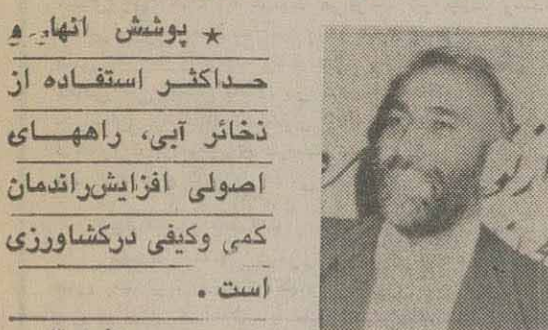 ★ پوشش انهار و
حداکثر استفاده از
ذخائر آبی، راههای
اصولی افزایش راندمان
کمی وکیفی درکشاورزی
است .